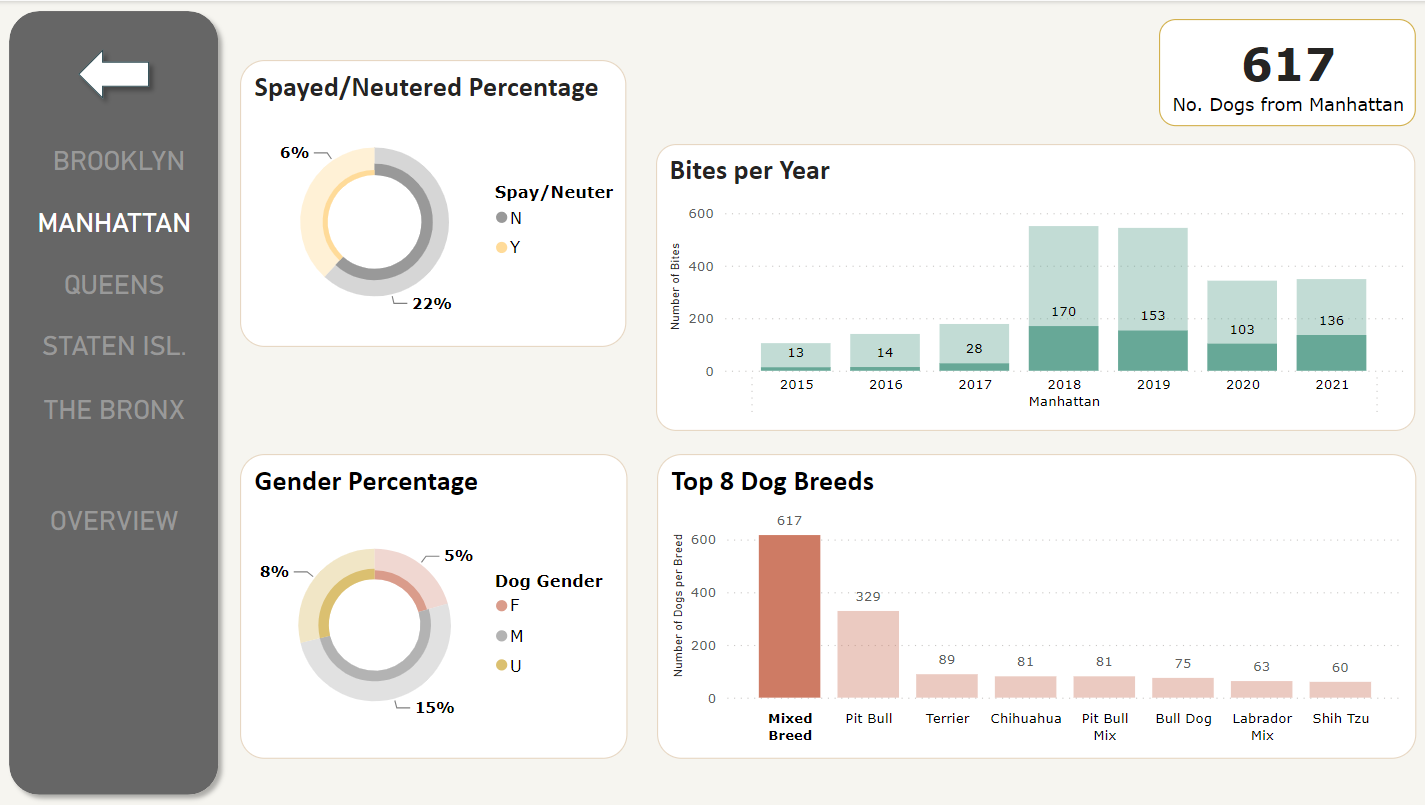 BROOKLYN
MANHATTAN
QUEENS
STATEN ISL.
THE BRONX
OVERVIEW
Spayed/Neutered Percentage
6%
22%
Spay/Neuter
N
Y
617
No. Dogs from Manhattan
Bites per Year
Number of Bites
600
400
200
0
13
14
28
170
153
103
136
2015
2016
2017
2018
2019
2020
2021
Manhattan
Gender Percentage
5%
8%
15%
Dog Gender
F
M
U
Top 8 Dog Breeds
Number of Dogs per Breed
600
400
200
0
617
329
89
81
81
75
63
60
Mixed
Breed
Pit Bull
Terrier
Chihuahua
Pit Bull
Mix
Bull Dog
Labrador
Mix
Shih Tzu